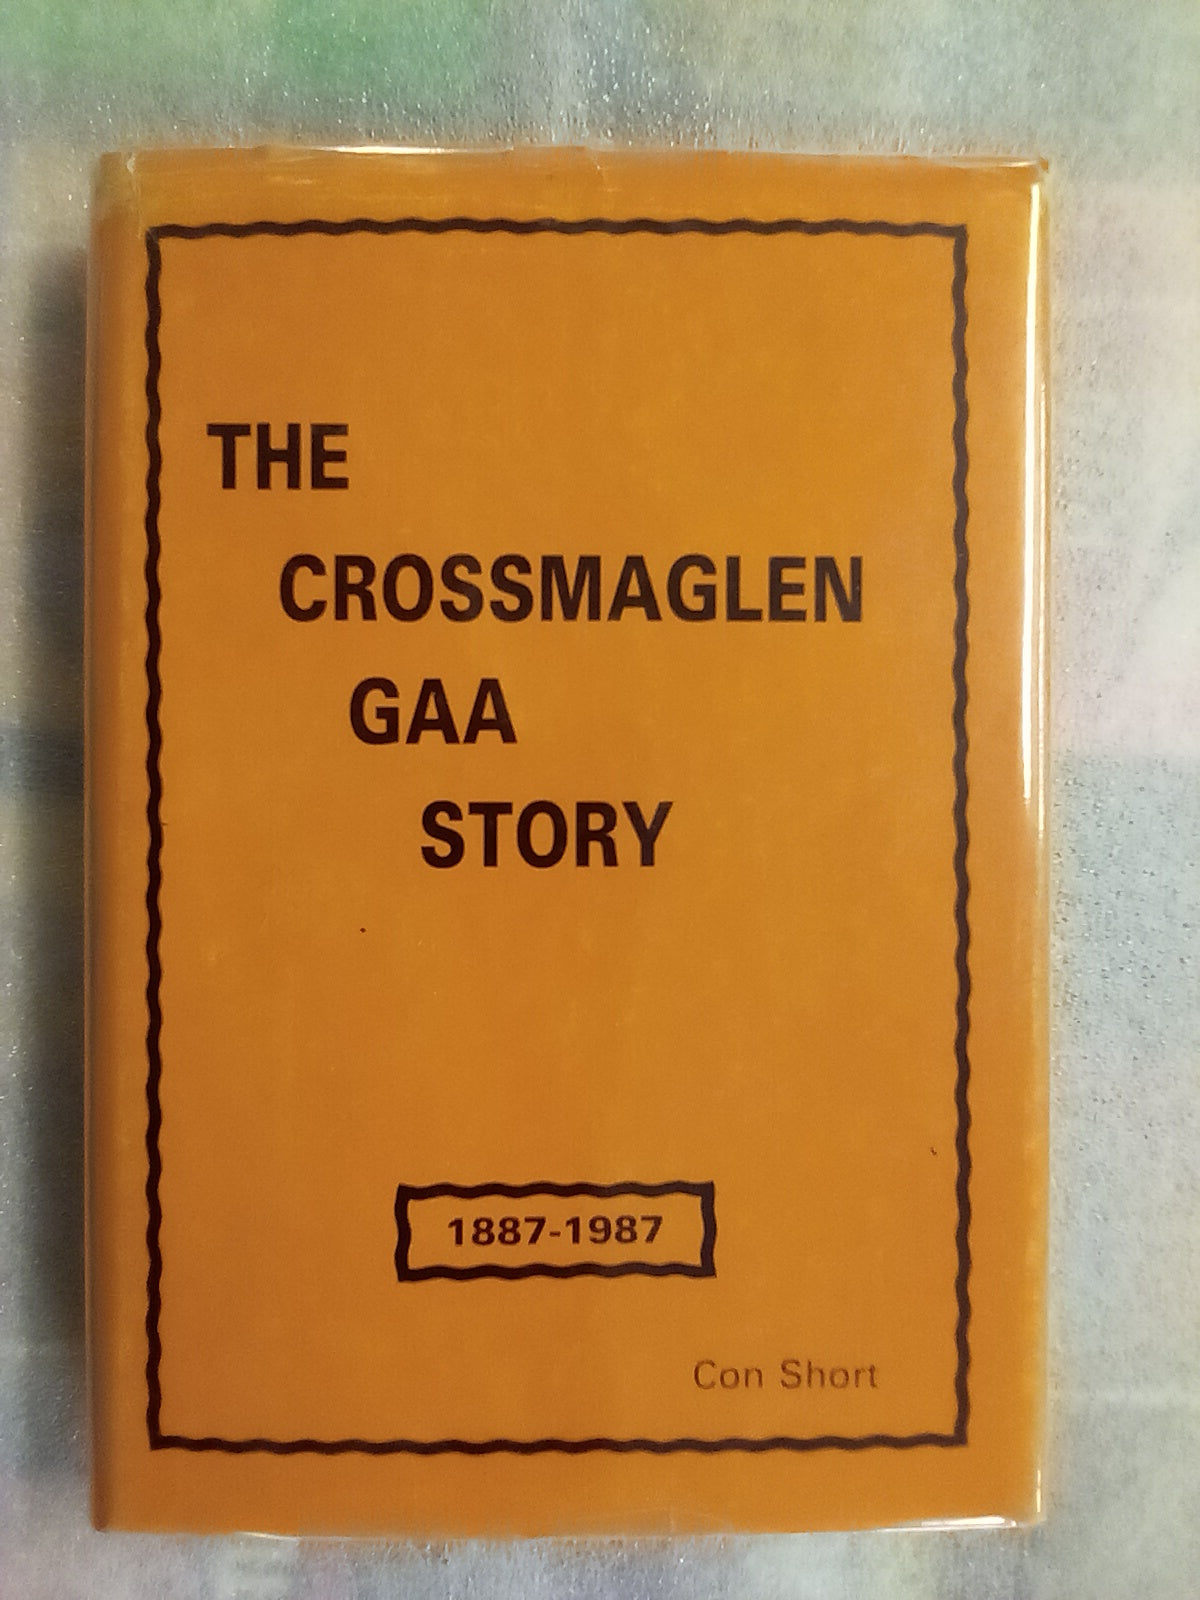 THE
CROSSMAGLEN
GAA
STORY
1887-1987
Con Short